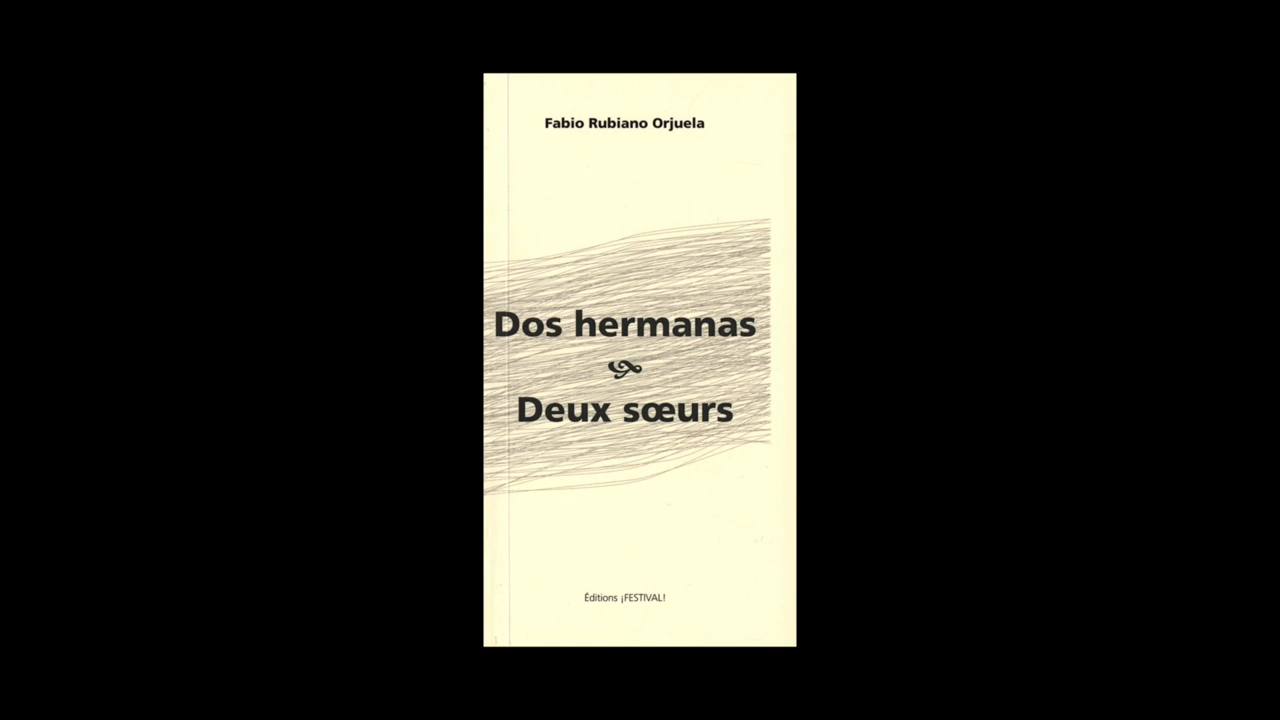 Fabio Rubiano Orjuela
Dos hermanas
Deux sœurs
Éditions ¡FESTIVAL!